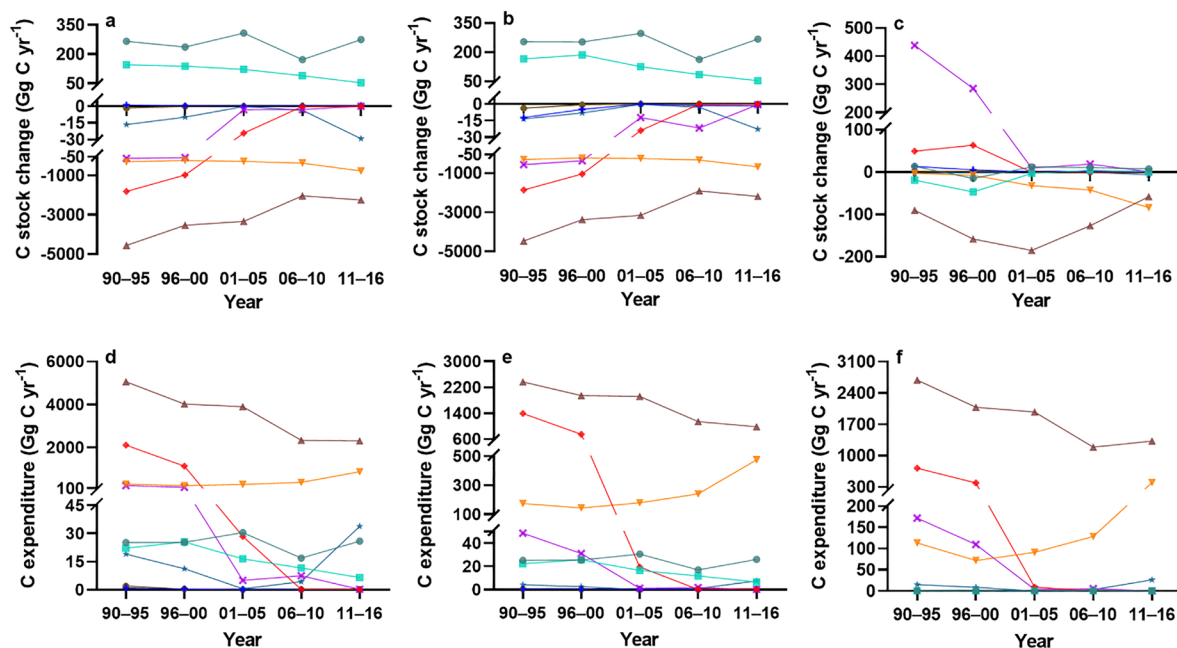 a
C stock change (Gg C yr⁻¹)
350
200
50
0
-15
-30
-50
-1000
-3000
-5000
90–95 96–00 01–05 06–10 11–16
Year
b
C stock change (Gg C yr⁻¹)
350
200
50
0
-15
-30
-50
-1000
-3000
-5000
90–95 96–00 01–05 06–10 11–16
Year
c
C stock change (Gg C yr⁻¹)
500
400
300
200
100
0
-100
-200
90–95 96–00 01–05 06–10 11–16
Year
d
C expenditure (Gg C yr⁻¹)
6000
4000
2000
100
45
30
15
0
90–95 96–00 01–05 06–10 11–16
Year
e
C expenditure (Gg C yr⁻¹)
3000
2200
1400
600
500
300
100
40
20
0
90–95 96–00 01–05 06–10 11–16
Year
f
C expenditure (Gg C yr⁻¹)
3100
2400
1700
1000
300
200
150
100
50
0
90–95 96–00 01–05 06–10 11–16
Year